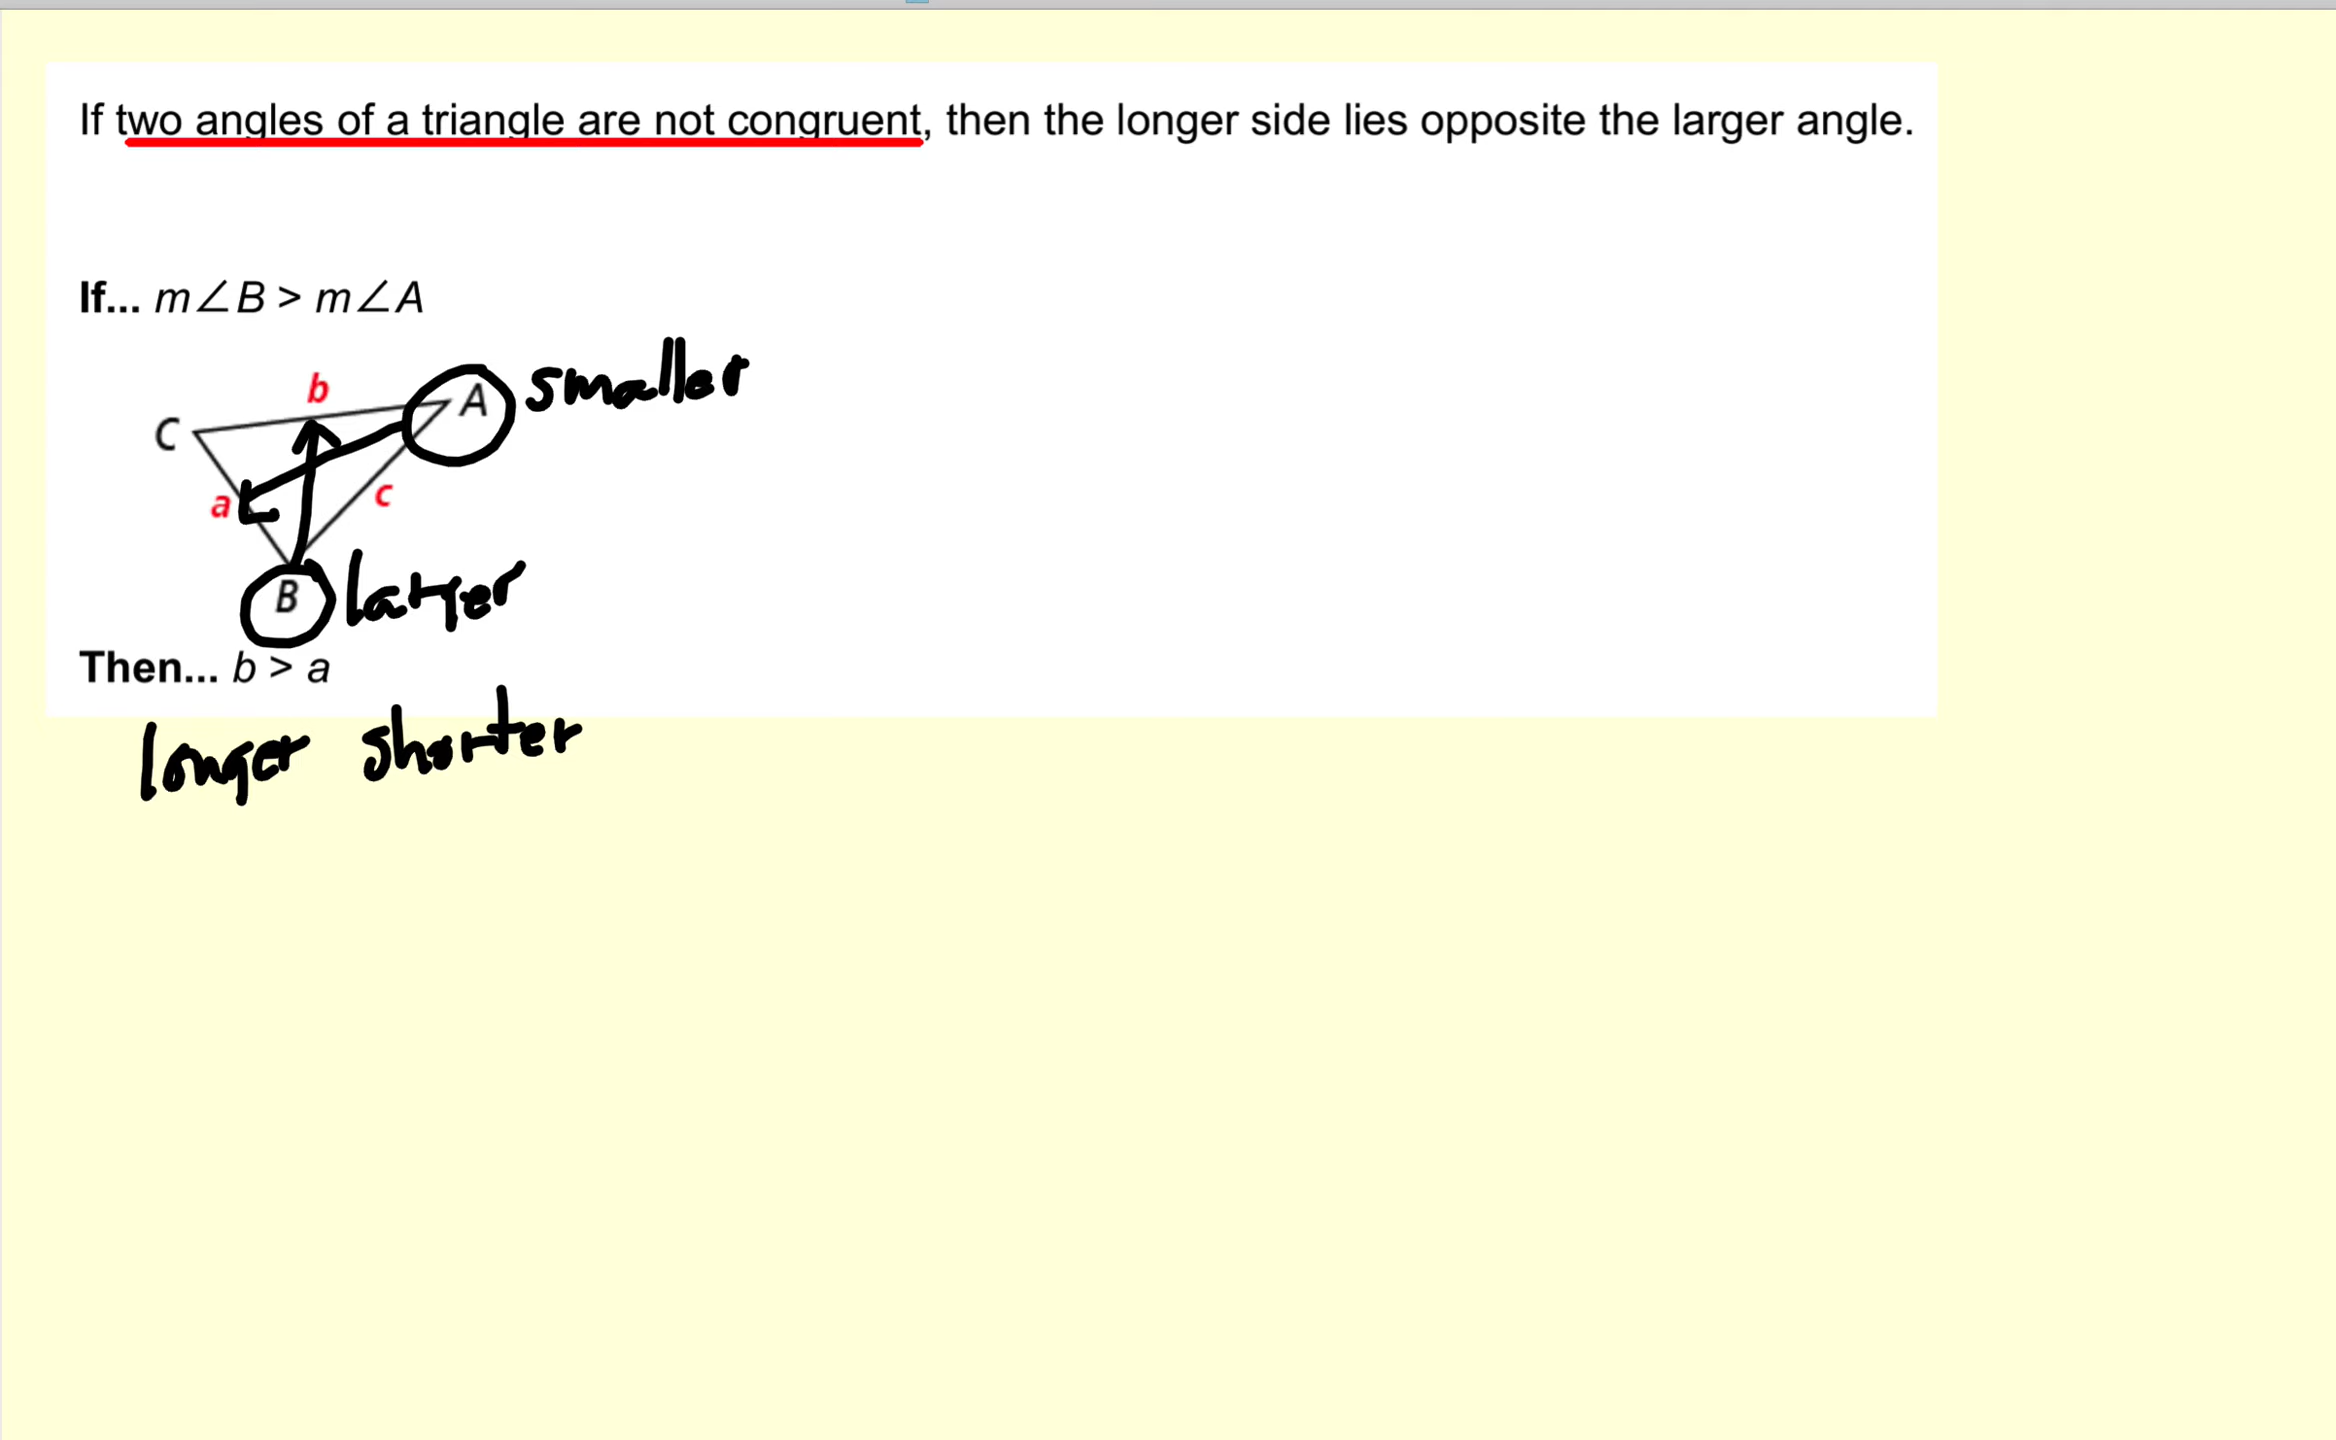 If two angles of a triangle are not congruent, then the longer side lies opposite the larger angle.
If... m∠B > m∠A
b
A smaller
C
a
c
B larger
Then... b > a
longer shorter